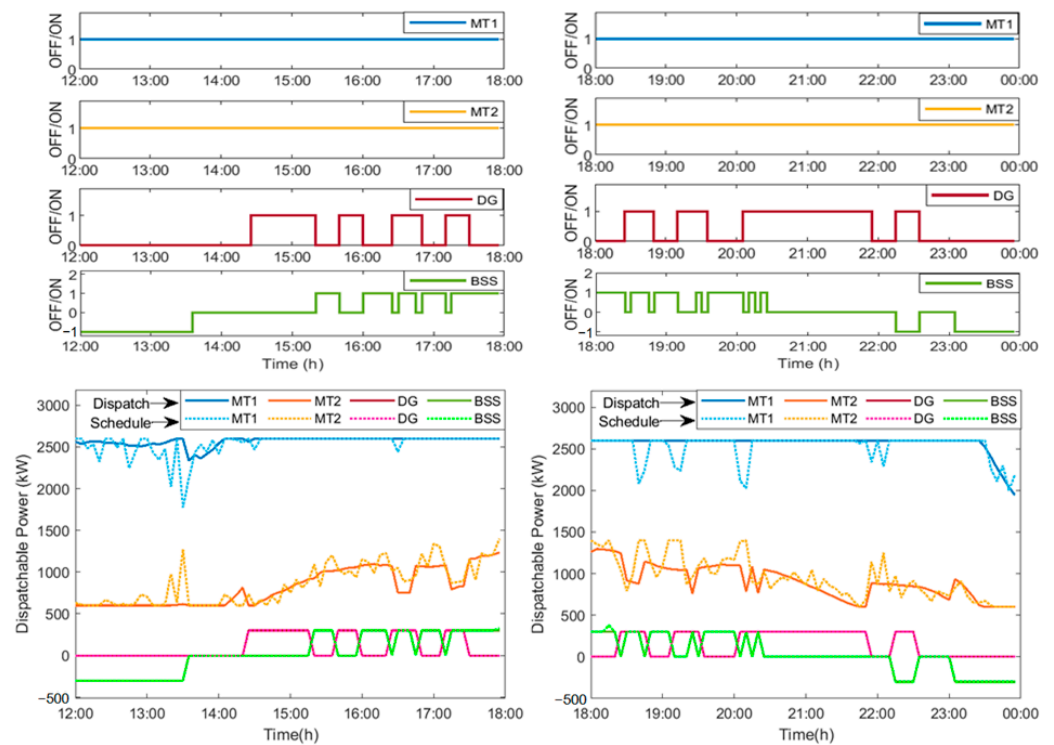 OFF/ON
1
0
MT1
12:00 13:00 14:00 15:00 16:00 17:00 18:00
OFF/ON
1
0
MT1
18:00 19:00 20:00 21:00 22:00 23:00 00:00
OFF/ON
1
0
MT2
12:00 13:00 14:00 15:00 16:00 17:00 18:00
OFF/ON
1
0
MT2
18:00 19:00 20:00 21:00 22:00 23:00 00:00
OFF/ON
1
0
DG
12:00 13:00 14:00 15:00 16:00 17:00 18:00
OFF/ON
1
0
DG
18:00 19:00 20:00 21:00 22:00 23:00 00:00
OFF/ON
2
1
0
−1
BSS
12:00 13:00 14:00 15:00 16:00 17:00 18:00
Time (h)
OFF/ON
2
1
0
−1
BSS
18:00 19:00 20:00 21:00 22:00 23:00 00:00
Time (h)
Dispatchable Power (kW)
3000
2500
2000
1500
1000
500
0
−500
Dispatch MT1 MT2 DG BSS
Schedule MT1 MT2 DG BSS
12:00 13:00 14:00 15:00 16:00 17:00 18:00
Time(h)
Dispatchable Power (kW)
3000
2500
2000
1500
1000
500
0
−500
Dispatch MT1 MT2 DG BSS
Schedule MT1 MT2 DG BSS
18:00 19:00 20:00 21:00 22:00 23:00 00:00
Time(h)